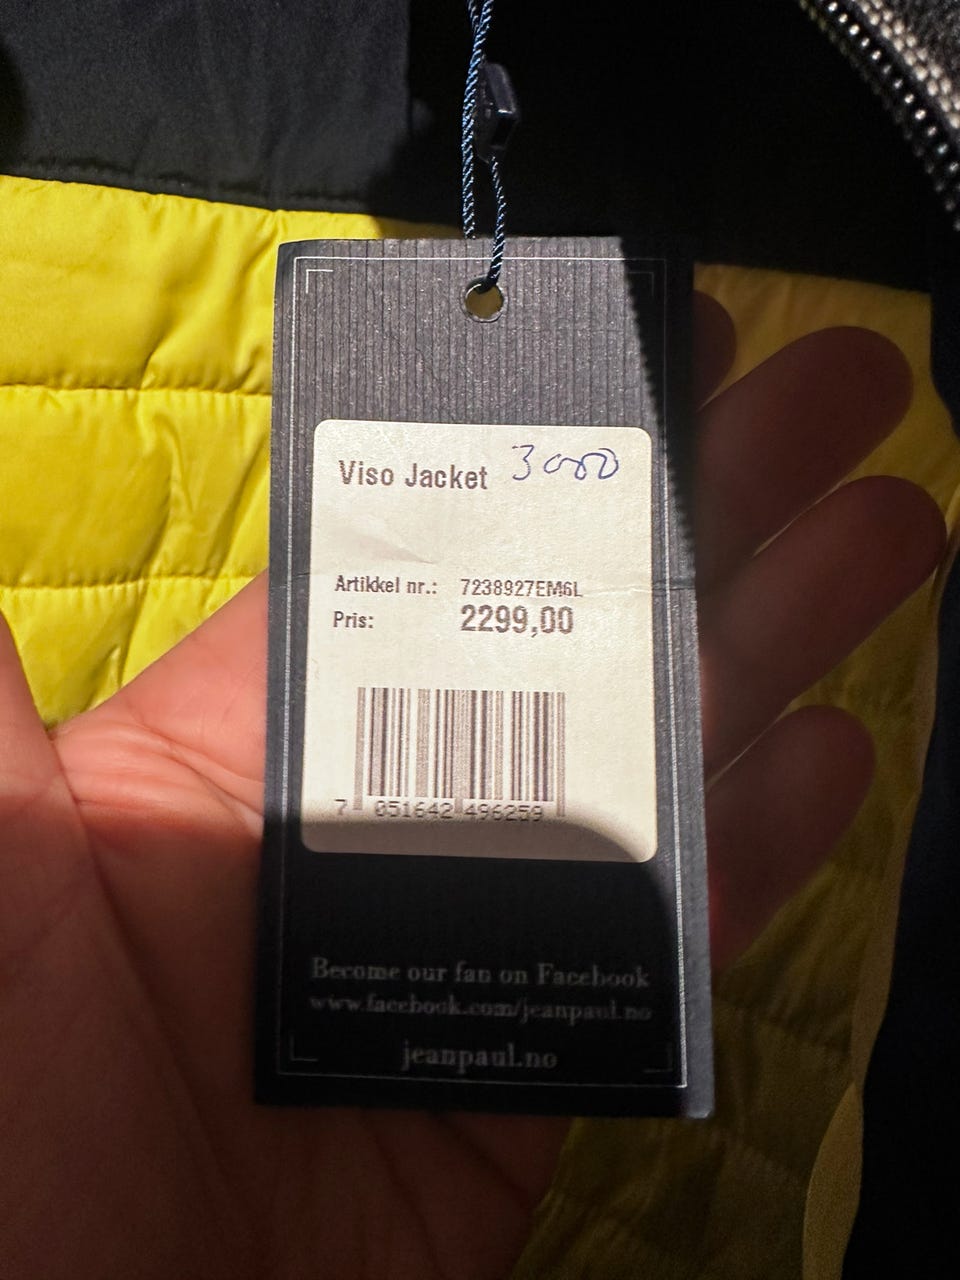 Viso Jacket 3000
Artikkel nr.: 7238927EM6L
Pris: 2299,00
7 051642 496259
Become our fan on Facebook
www.facebook.com/jeanpaul.no
jeanpaul.no